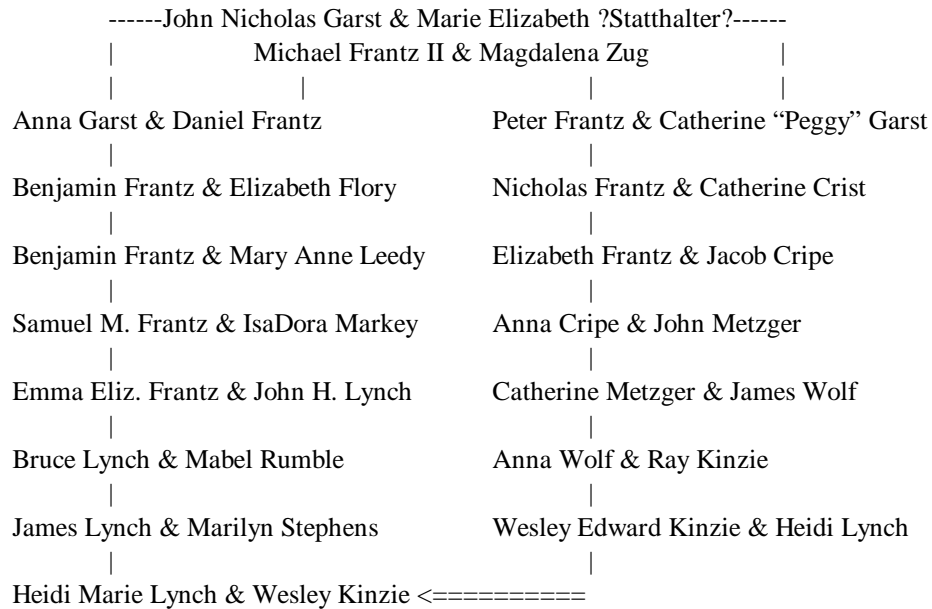 ------John Nicholas Garst & Marie Elizabeth ?Statthalter?------
| Michael Frantz II & Magdalena Zug |
| | | |
Anna Garst & Daniel Frantz Peter Frantz & Catherine “Peggy” Garst
| |
Benjamin Frantz & Elizabeth Flory Nicholas Frantz & Catherine Crist
| |
Benjamin Frantz & Mary Anne Leedy Elizabeth Frantz & Jacob Cripe
| |
Samuel M. Frantz & IsaDora Markey Anna Cripe & John Metzger
| |
Emma Eliz. Frantz & John H. Lynch Catherine Metzger & James Wolf
| |
Bruce Lynch & Mabel Rumble Anna Wolf & Ray Kinzie
| |
James Lynch & Marilyn Stephens Wesley Edward Kinzie & Heidi Lynch
| |
Heidi Marie Lynch & Wesley Kinzie <==========